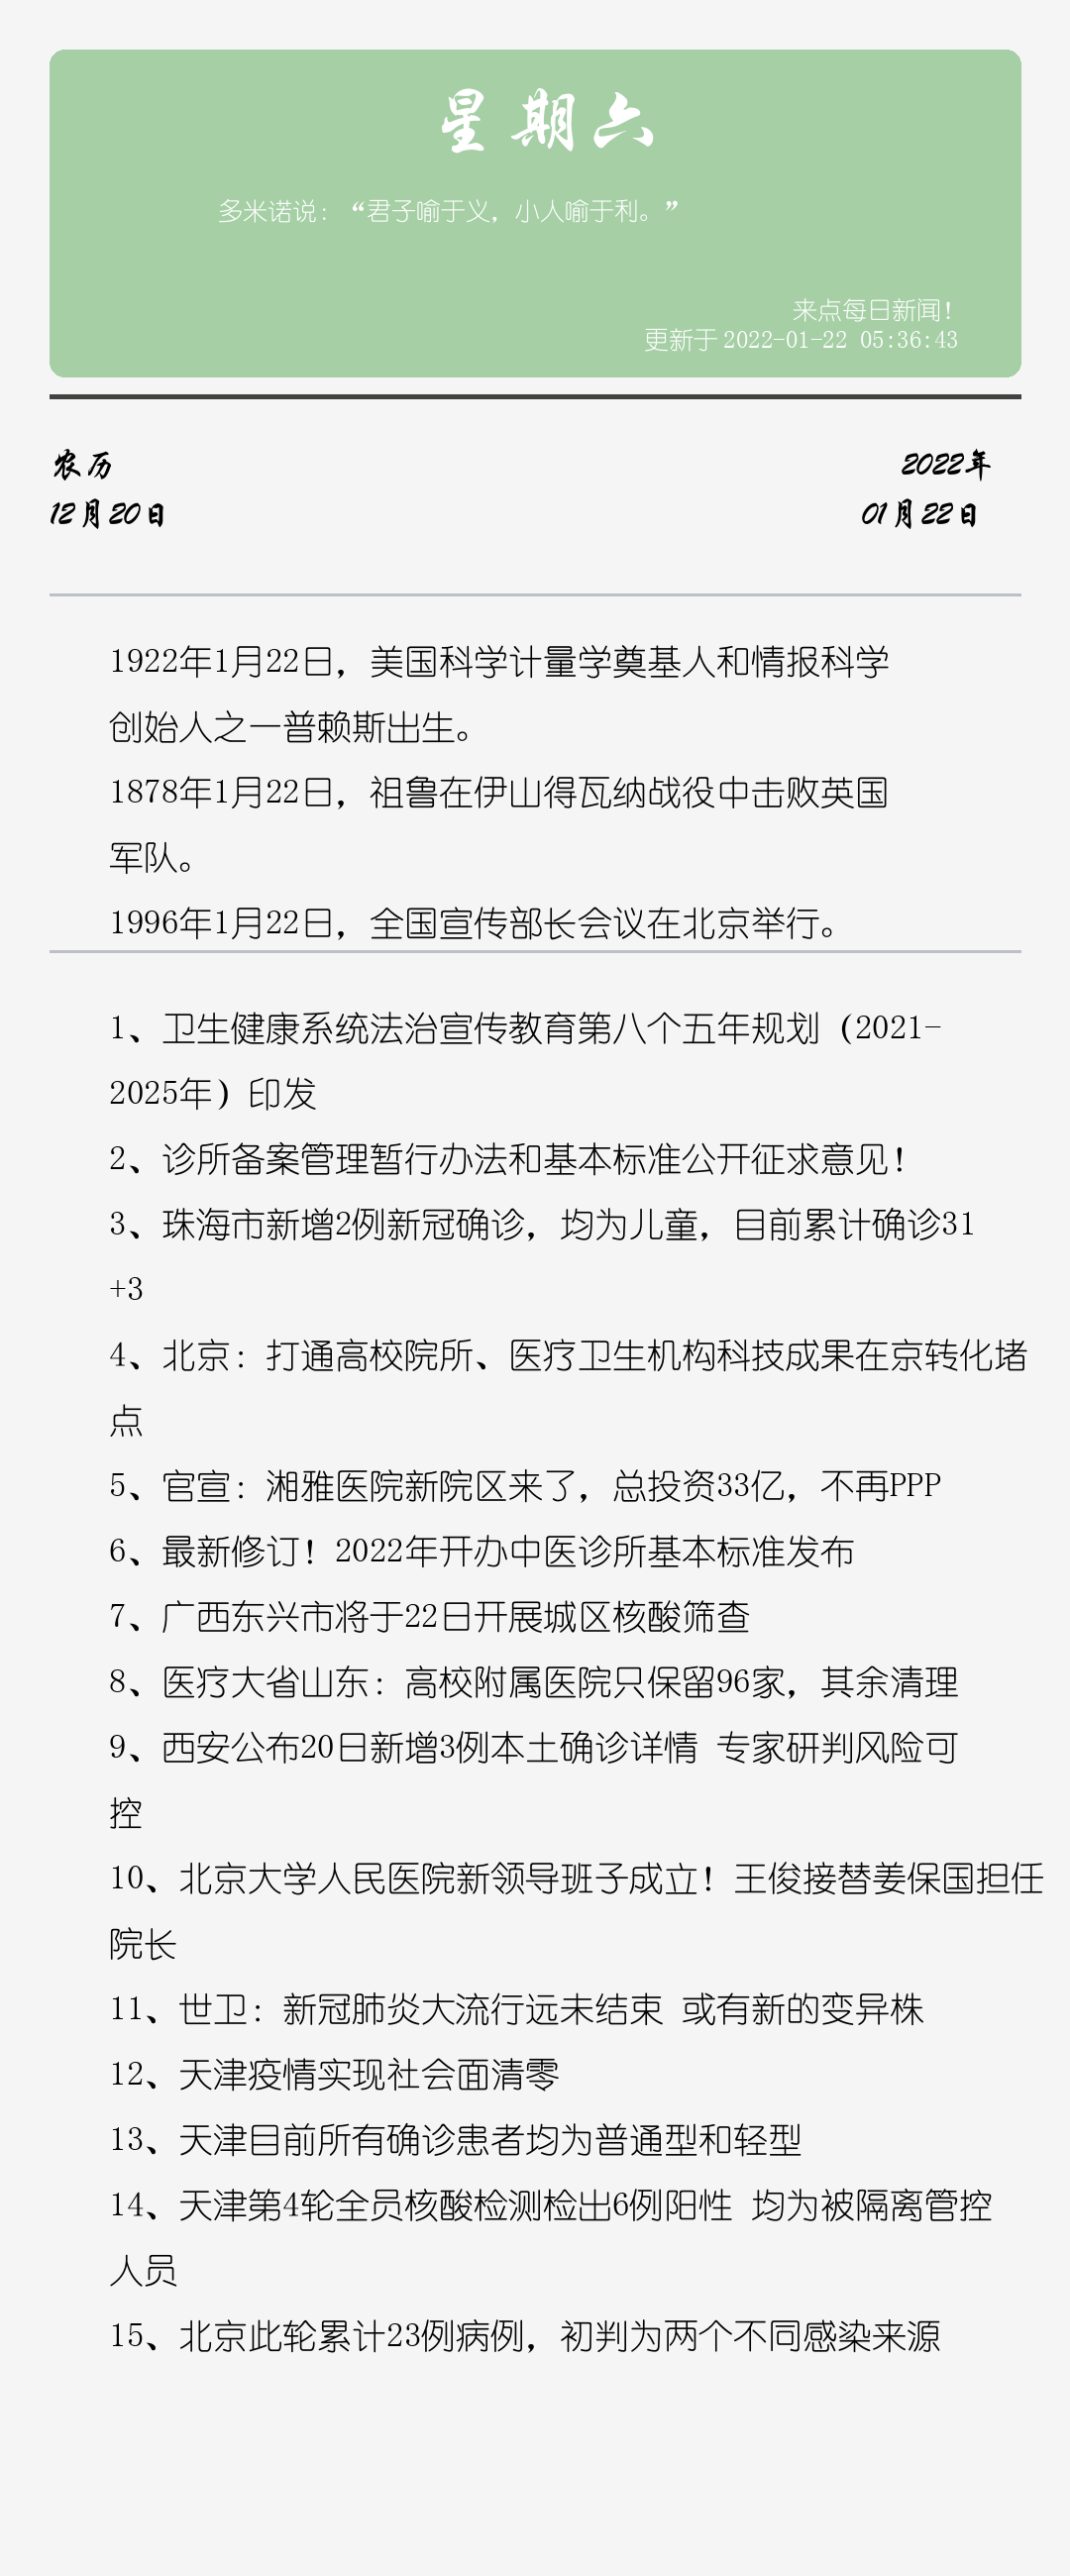 星期六
多米诺说：“君子喻于义，小人喻于利。”
来点每日新闻！
更新于 2022-01-22 05:36:43
农历
2022年
12月20日
01月22日
1922年1月22日，美国科学计量学奠基人和情报科学
创始人之一普赖斯出生。
1878年1月22日，祖鲁在伊山得瓦纳战役中击败英国
军队。
1996年1月22日，全国宣传部长会议在北京举行。
1、卫生健康系统法治宣传教育第八个五年规划（2021-
2025年）印发
2、诊所备案管理暂行办法和基本标准公开征求意见！
3、珠海市新增2例新冠确诊，均为儿童，目前累计确诊31
+3
4、北京：打通高校院所、医疗卫生机构科技成果在京转化堵
点
5、官宣：湘雅医院新院区来了，总投资33亿，不再PPP
6、最新修订！2022年开办中医诊所基本标准发布
7、广西东兴市将于22日开展城区核酸筛查
8、医疗大省山东：高校附属医院只保留96家，其余清理
9、西安公布20日新增3例本土确诊详情 专家研判风险可
控
10、北京大学人民医院新领导班子成立！王俊接替姜保国担任
院长
11、世卫：新冠肺炎大流行远未结束 或有新的变异株
12、天津疫情实现社会面清零
13、天津目前所有确诊患者均为普通型和轻型
14、天津第4轮全员核酸检测检出6例阳性 均为被隔离管控
人员
15、北京此轮累计23例病例，初判为两个不同感染来源